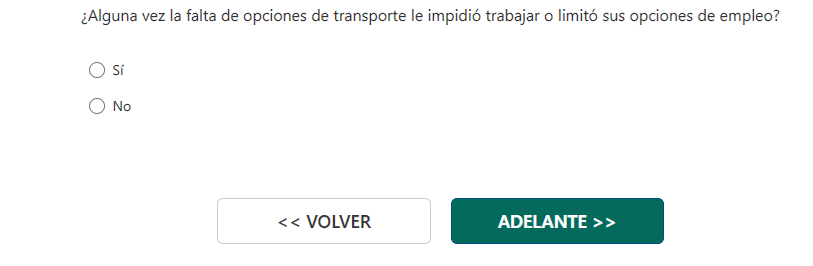 ¿Alguna vez la falta de opciones de transporte le impidió trabajar o limitó sus opciones de empleo?
Sí
No
<< VOLVER
ADELANTE >>